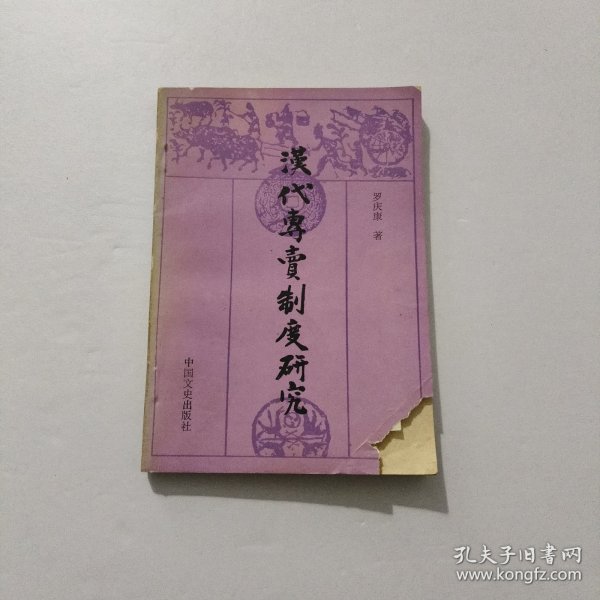 漢代專賣制度研究
罗庆康 著
中国文史出版社
孔夫子旧书网
www.kongfz.com